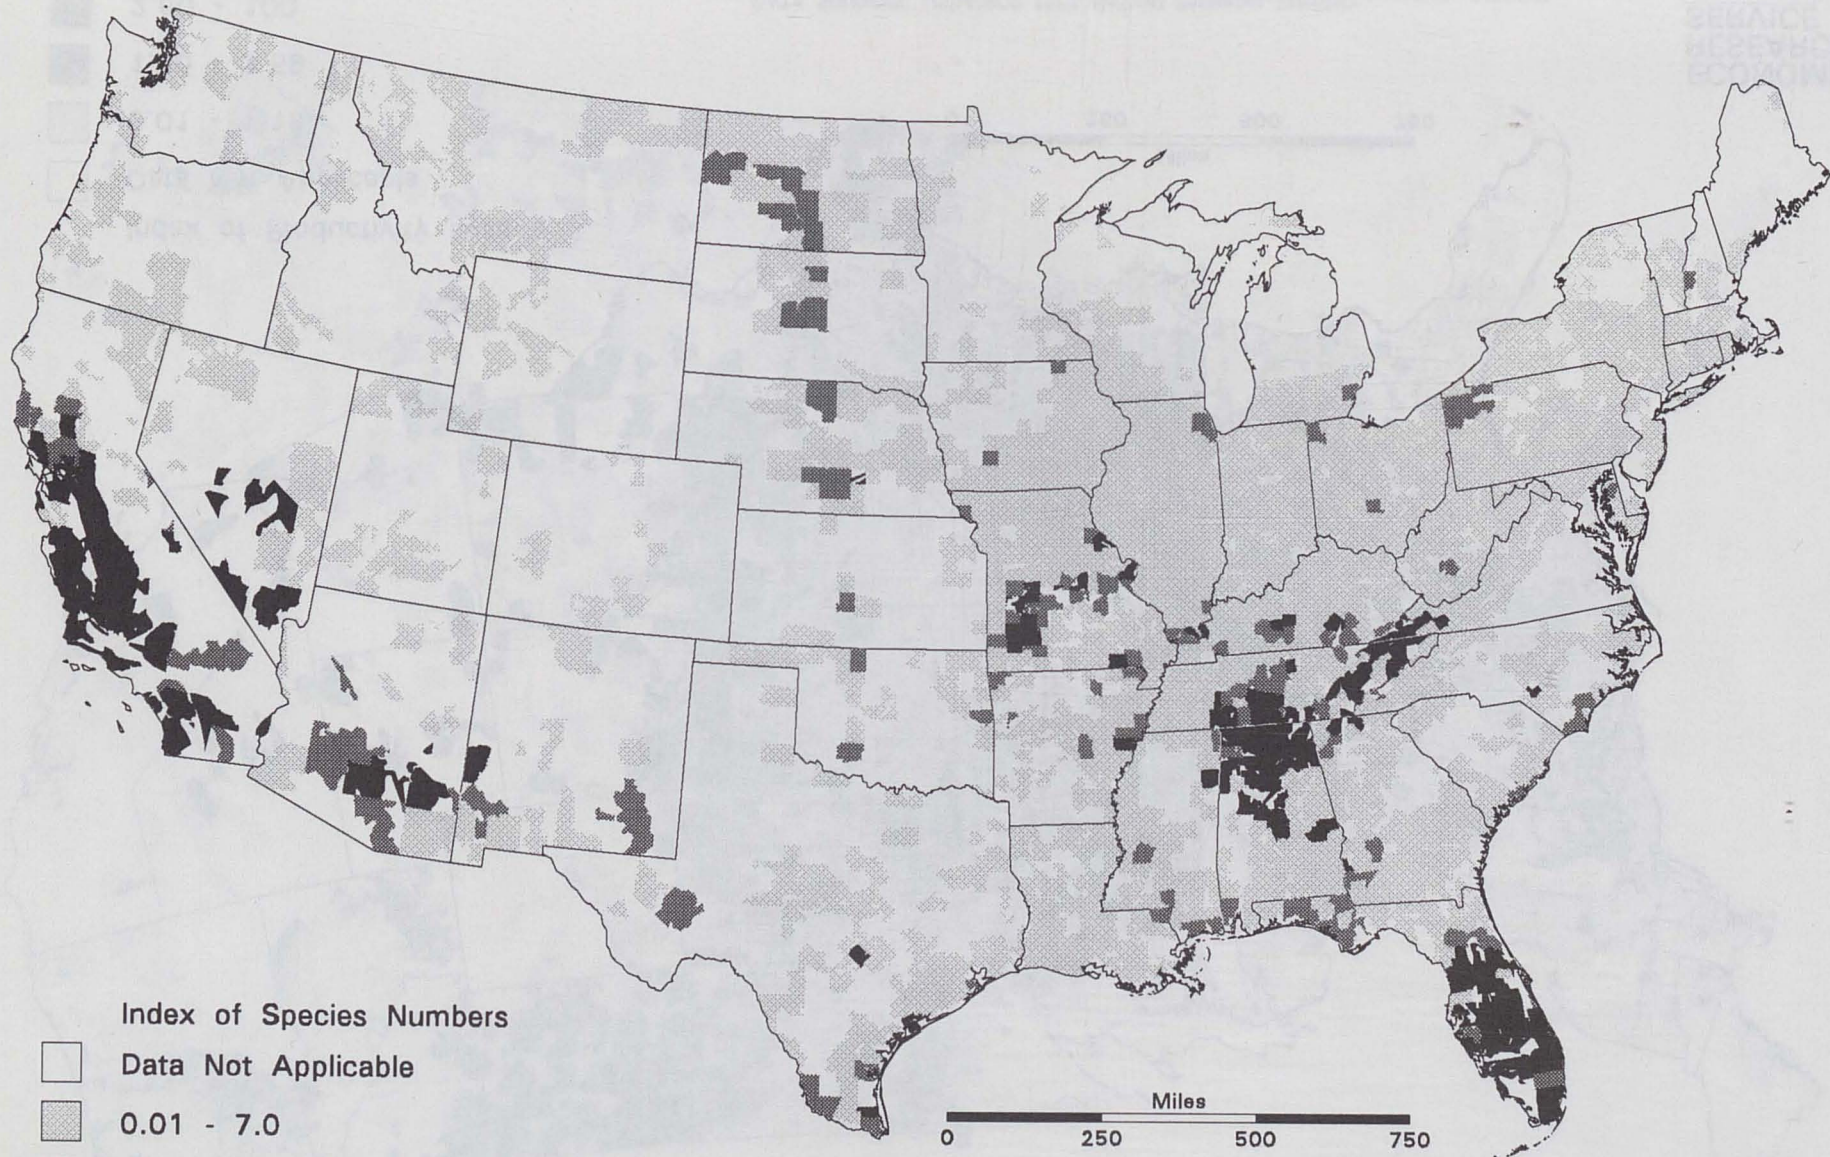 Index of Species Numbers
Data Not Applicable
0.01 - 7.0
Miles
0 250 500 750